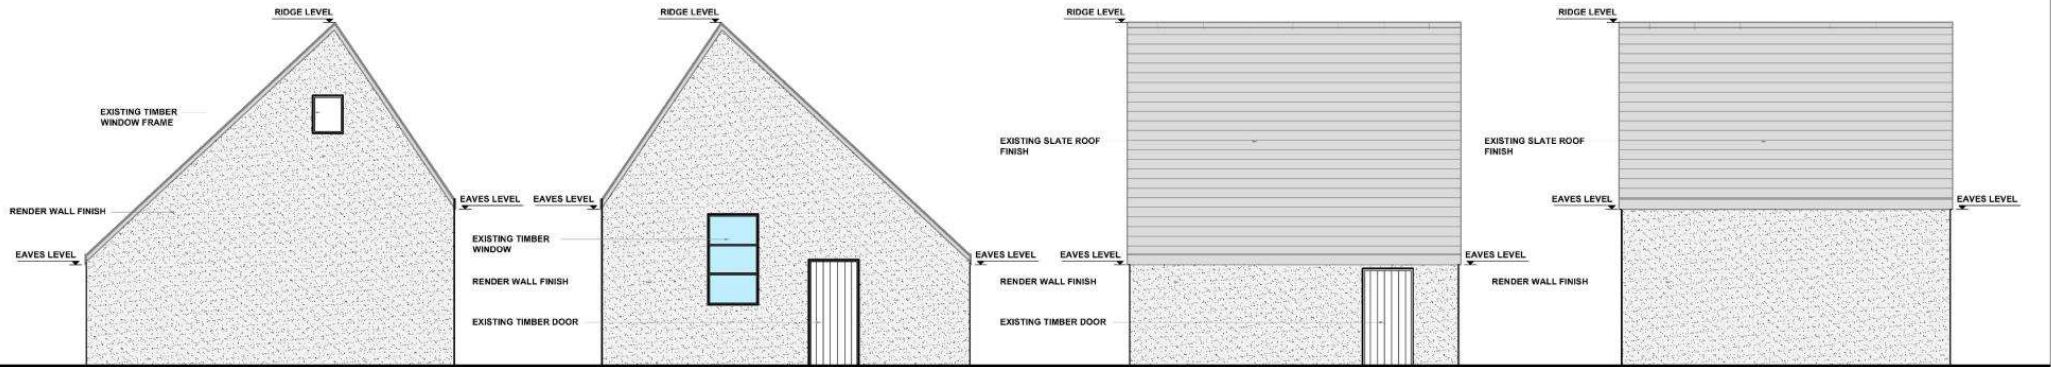 RIDGE LEVEL
EXISTING TIMBER
WINDOW FRAME
RENDER WALL FINISH
EAVES LEVEL
EAVES LEVEL
RIDGE LEVEL
EAVES LEVEL
EXISTING TIMBER
WINDOW
RENDER WALL FINISH
EXISTING TIMBER DOOR
EAVES LEVEL
RIDGE LEVEL
EXISTING SLATE ROOF
FINISH
EAVES LEVEL
RENDER WALL FINISH
EXISTING TIMBER DOOR
EAVES LEVEL
RIDGE LEVEL
EXISTING SLATE ROOF
FINISH
EAVES LEVEL
EAVES LEVEL
RENDER WALL FINISH